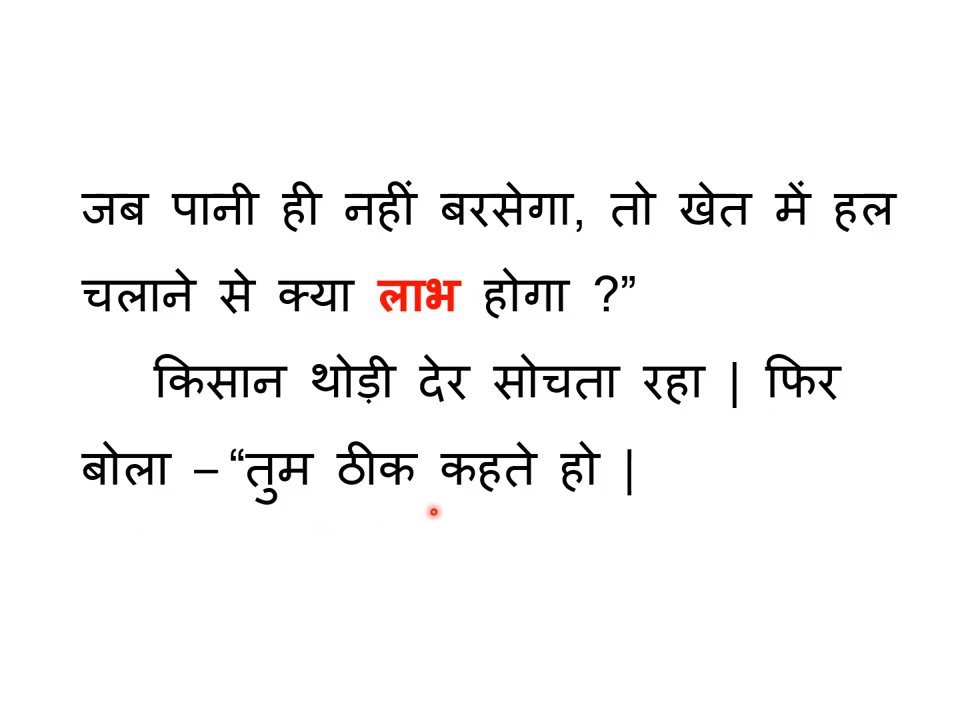 जब पानी ही नहीं बरसेगा, तो खेत में हल
चलाने से क्या लाभ होगा ?”
किसान थोड़ी देर सोचता रहा | फिर
बोला – “तुम ठीक कहते हो |